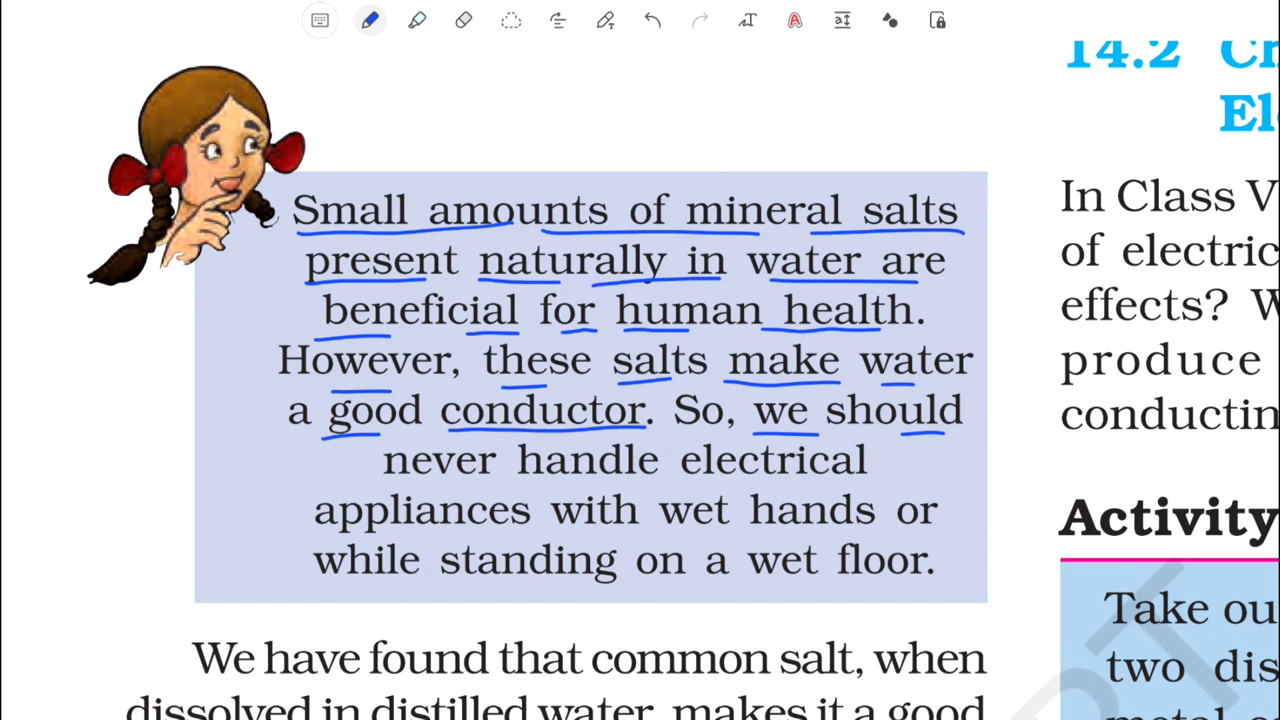 Small amounts of mineral salts
present naturally in water are
beneficial for human health.
However, these salts make water
a good conductor. So, we should
never handle electrical
appliances with wet hands or
while standing on a wet floor.
We have found that common salt, when
dissolved in distilled water, makes it a good
14.2
In Class V
of electric
effects? W
produce
conductin
Activity
Take ou
two dis
metal